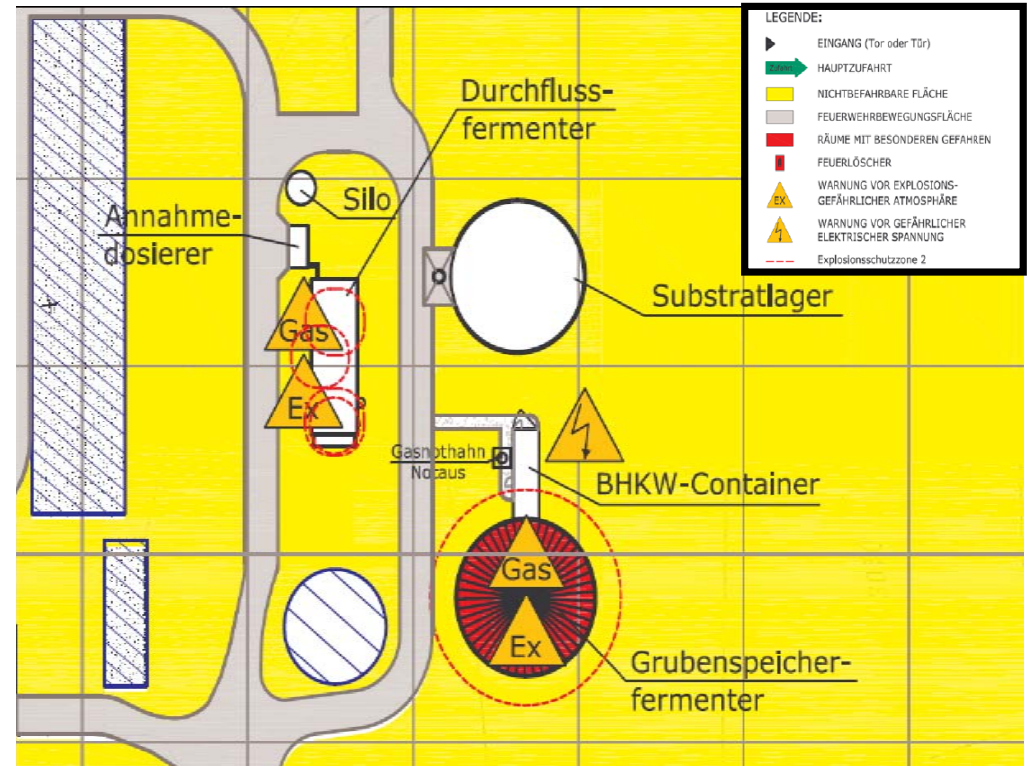 LEGENDE:
EINGANG (Tor oder Tür)
HAUPTZUFAHRT
NICHTBEFAHRBARE FLÄCHE
FEUERWEHRBEWEGUNGSFLÄCHE
RÄUME MIT BESONDEREN GEFAHREN
FEUERLÖSCHER
EX
WARNUNG VOR EXPLOSIONS-
GEFÄHRLICHER ATMOSPHÄRE
WARNUNG VOR GEFÄHRLICHER
ELEKTRISCHER SPANNUNG
Explosionsschutzzone 2
Durchfluss-
fermenter
Silo
Annahme-
dosierer
Gas
Ex
Substratlager
Gasnothahn
Notaus
BHKW-Container
Gas
Ex
Grubenspeicher-
fermenter